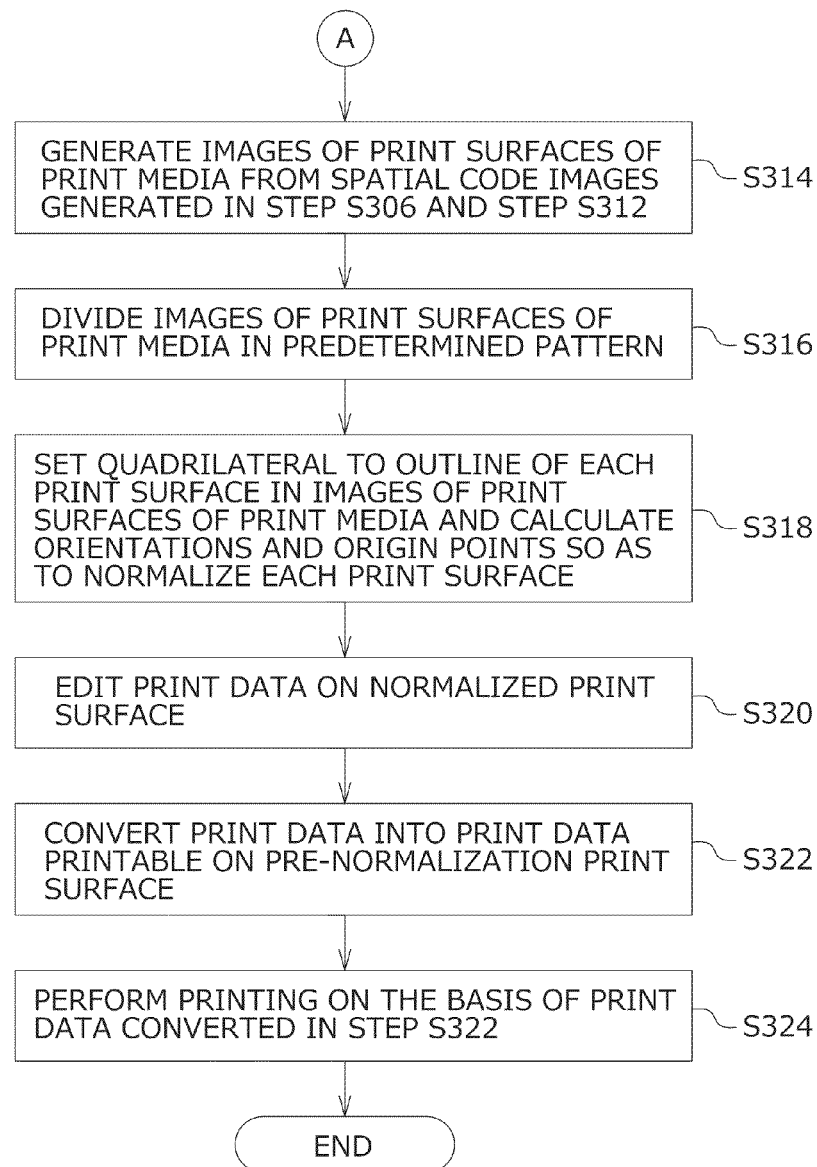 A
GENERATE IMAGES OF PRINT SURFACES OF
PRINT MEDIA FROM SPATIAL CODE IMAGES
GENERATED IN STEP S306 AND STEP S312
S314
DIVIDE IMAGES OF PRINT SURFACES OF
PRINT MEDIA IN PREDETERMINED PATTERN
S316
SET QUADRILATERAL TO OUTLINE OF EACH
PRINT SURFACE IN IMAGES OF PRINT
SURFACES OF PRINT MEDIA AND CALCULATE
ORIENTATIONS AND ORIGIN POINTS SO AS
TO NORMALIZE EACH PRINT SURFACE
S318
EDIT PRINT DATA ON NORMALIZED PRINT
SURFACE
S320
CONVERT PRINT DATA INTO PRINT DATA
PRINTABLE ON PRE-NORMALIZATION PRINT
SURFACE
S322
PERFORM PRINTING ON THE BASIS OF PRINT
DATA CONVERTED IN STEP S322
S324
END